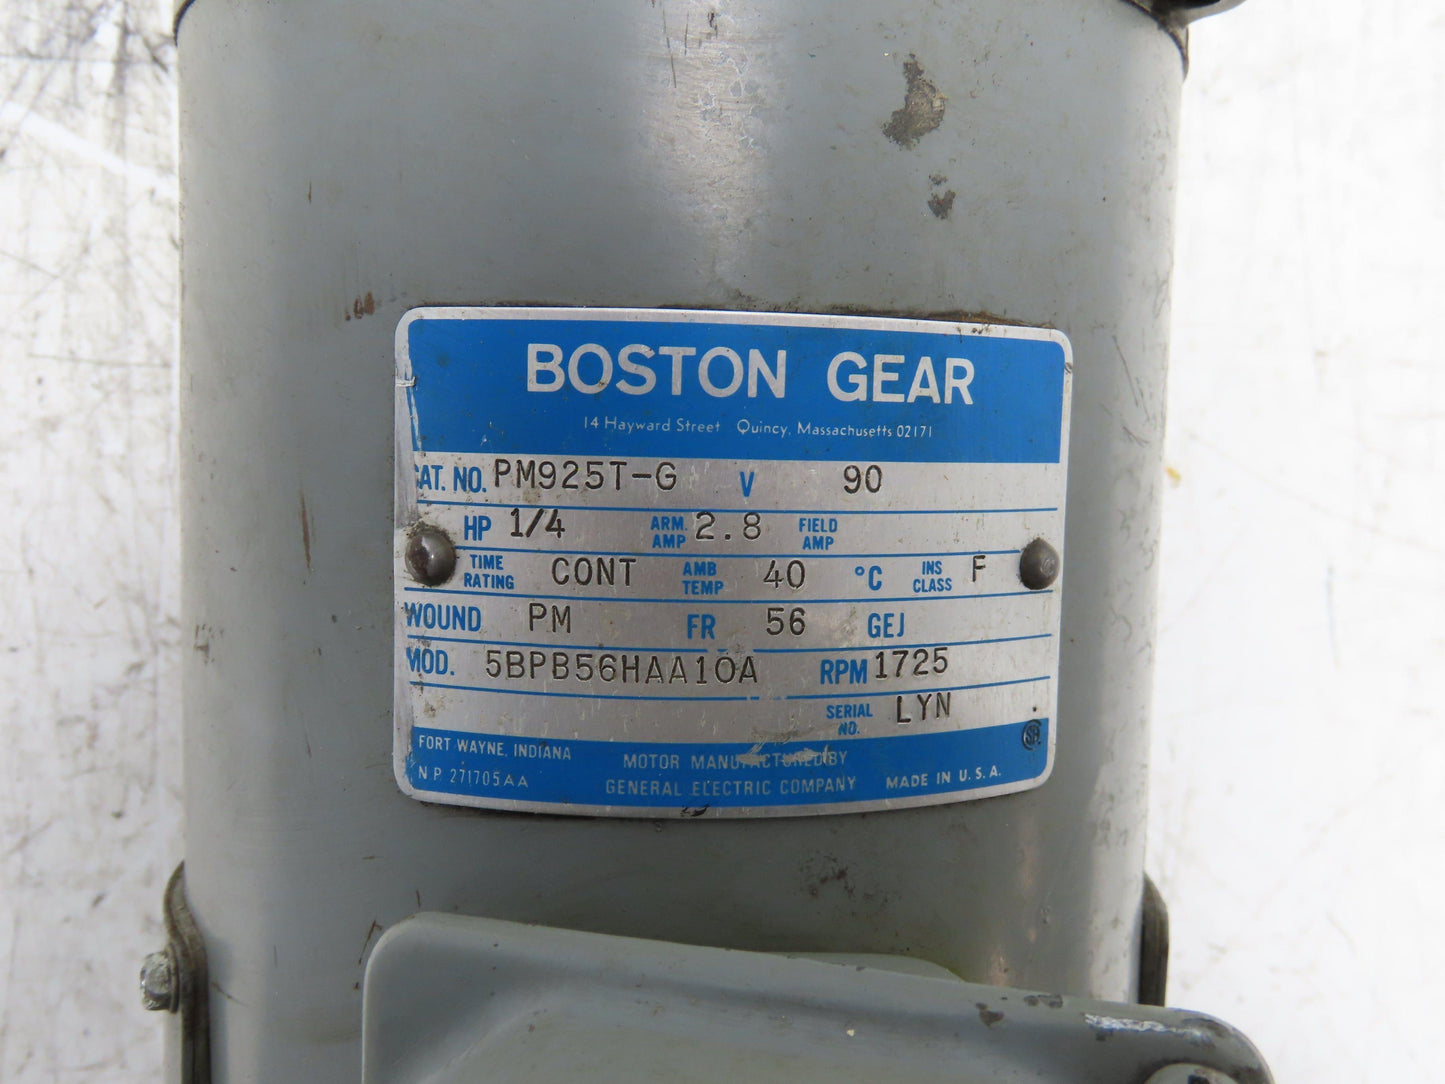 BOSTON GEAR
14 Hayward Street Quincy, Massachusetts 02171
CAT. NO. PM925T-G V 90
HP 1/4 ARM. AMP 2.8 FIELD AMP
TIME RATING CONT AMB TEMP 40 °C INS CLASS F
WOUND PM FR 56 GEJ
MOD. 5BPB56HAA10A RPM 1725
SERIAL NO. LYN
FORT WAYNE, INDIANA MOTOR MANUFACTURED BY
N P 271705AA GENERAL ELECTRIC COMPANY MADE IN U.S.A.